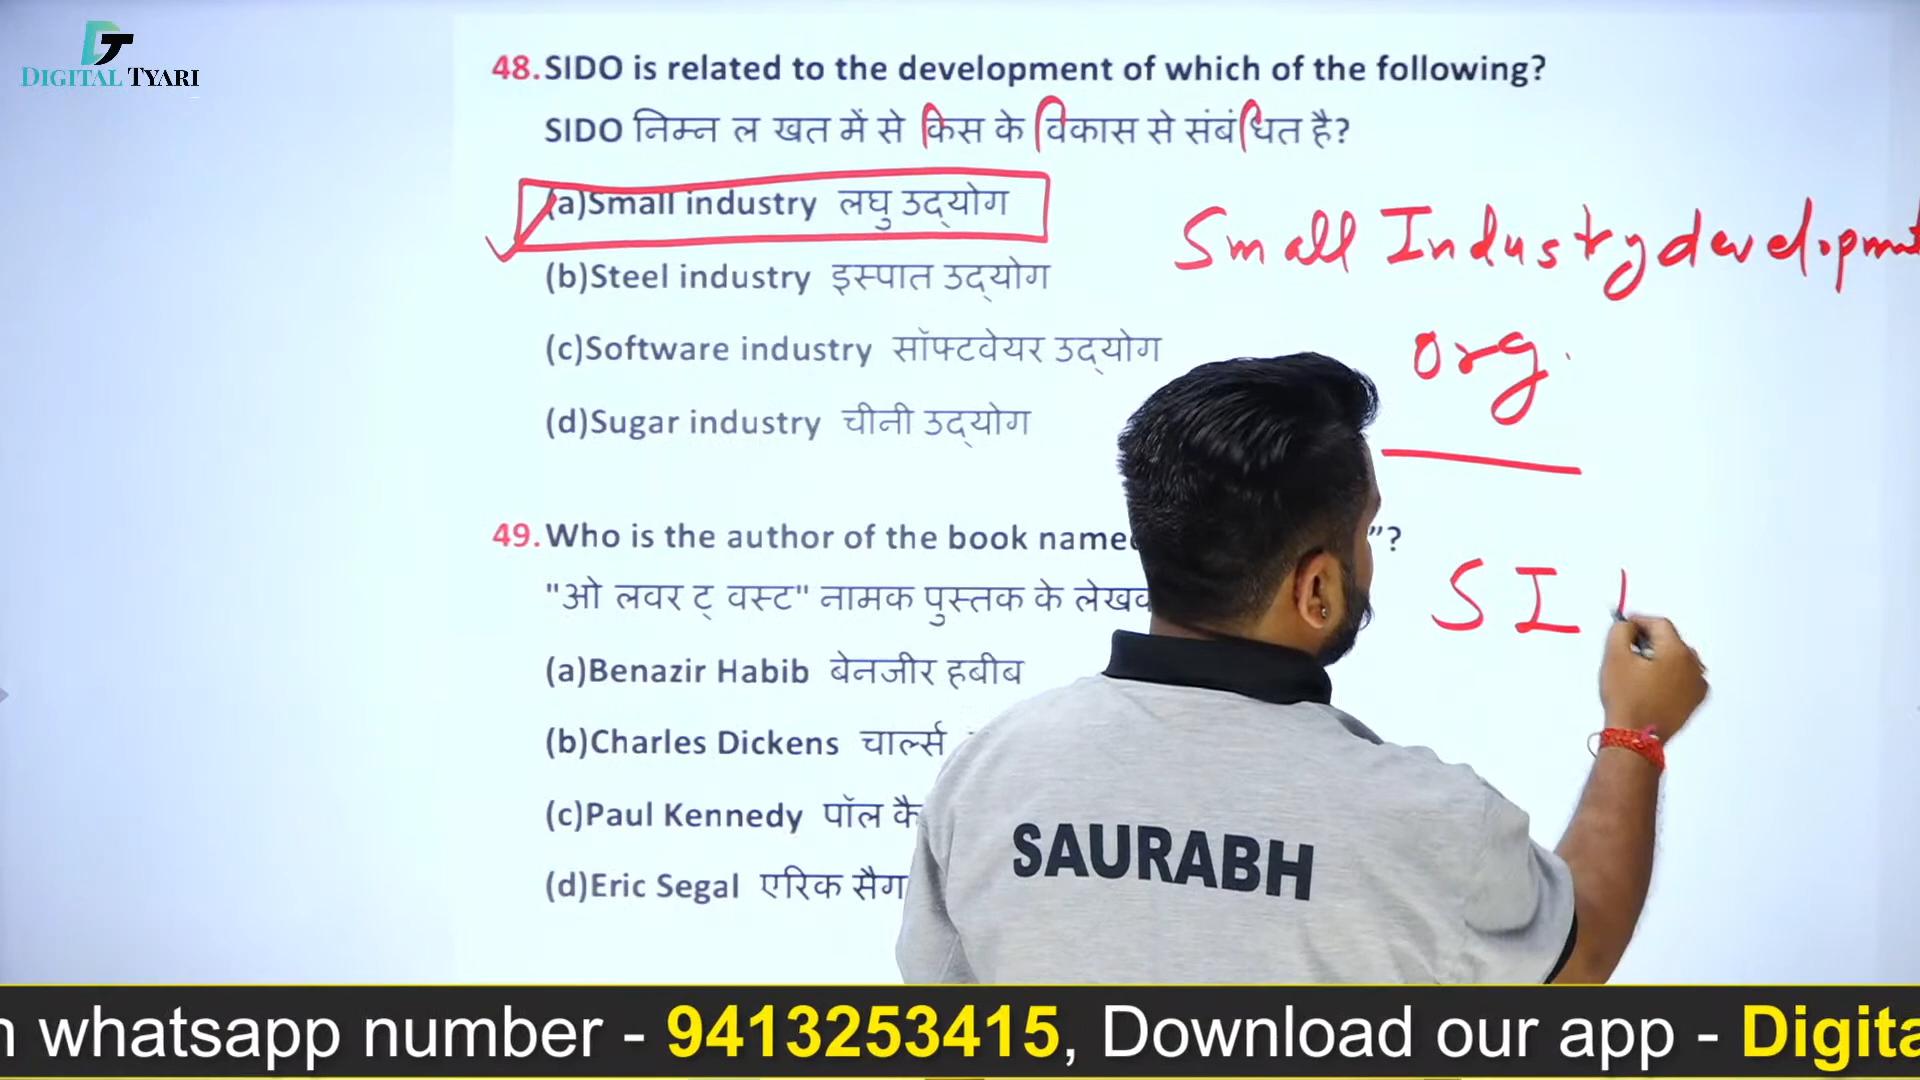 DT
DIGITAL TYARI
48. SIDO is related to the development of which of the following?
SIDO निम्न ल खत में से किस के विकास से संबंधित है?
(a)Small industry लघु उद्योग
Small Industry development
(b)Steel industry इस्पात उद्योग
(c)Software industry सॉफ्टवेयर उद्योग
org.
(d)Sugar industry चीनी उद्योग
49. Who is the author of the book named "?
"ओ लवर ट् वस्ट" नामक पुस्तक के
SI
(a)Benazir Habib बेनजीर हबीब
(b)Charles Dickens चार्ल्स
(c)Paul Kennedy पॉल
(d)Eric Segal एरिक
SAURABH
whatsapp number - 9413253415, Download our app -